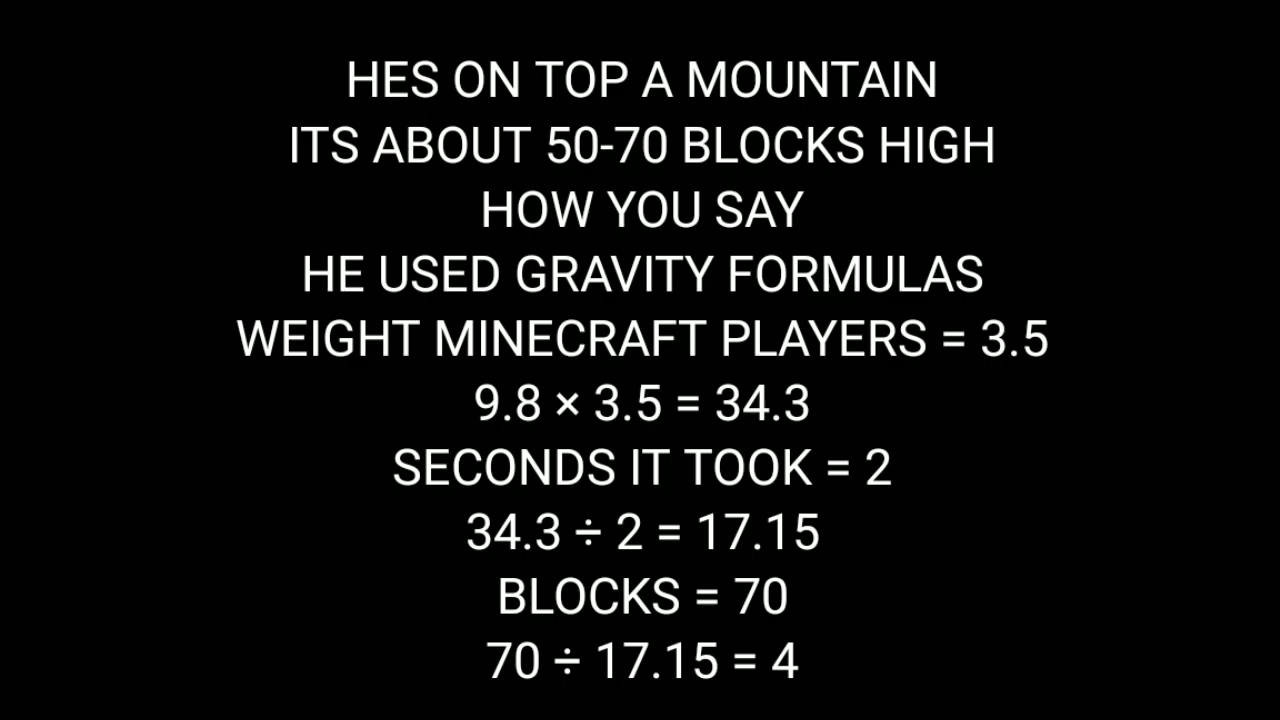 HES ON TOP A MOUNTAIN
ITS ABOUT 50-70 BLOCKS HIGH
HOW YOU SAY
HE USED GRAVITY FORMULAS
WEIGHT MINECRAFT PLAYERS = 3.5
9.8 × 3.5 = 34.3
SECONDS IT TOOK = 2
34.3 ÷ 2 = 17.15
BLOCKS = 70
70 ÷ 17.15 = 4